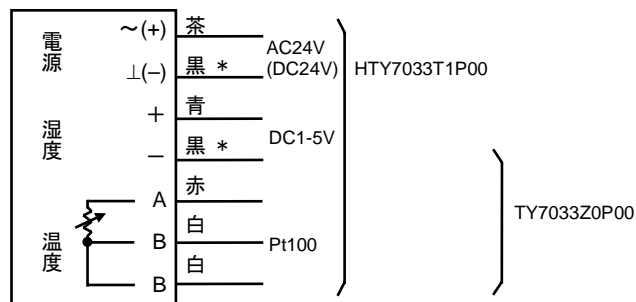 電源
～(+) 茶
⊥(−) 黒 *
AC24V
(DC24V)
湿度
+ 青
− 黒 *
DC1-5V
温度
A 赤
B 白
B 白
Pt100
HTY7033T1P00
TY7033Z0P00